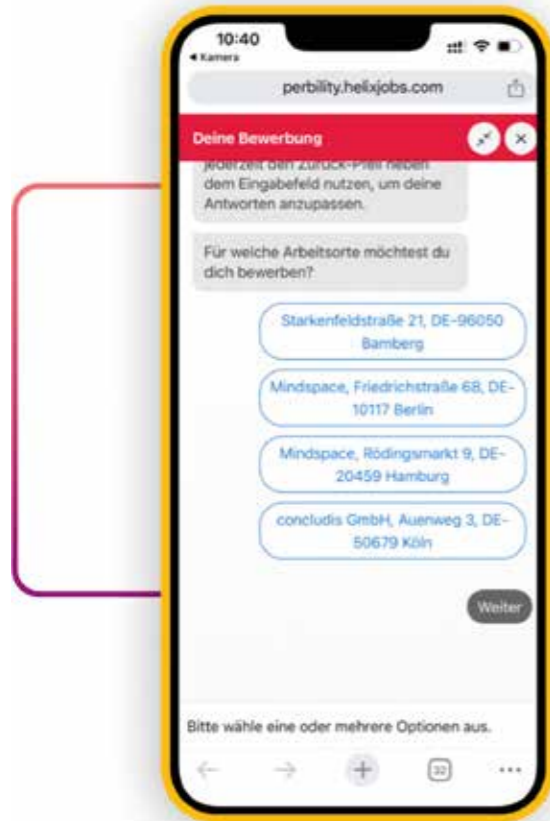 10:40
◀ Kamera
perbility.helixjobs.com
Deine Bewerbung
jederzeit den Zurück-Pfeil neben
dem Eingabefeld nutzen, um deine
Antworten anzupassen.
Für welche Arbeitsorte möchtest du
dich bewerben?
Starkenfeldstraße 21, DE-96050
Bamberg
Mindspace, Friedrichstraße 68, DE-
10117 Berlin
Mindspace, Rödingsmarkt 9, DE-
20459 Hamburg
concludis GmbH, Auenweg 3, DE-
50679 Köln
Weiter
Bitte wähle eine oder mehrere Optionen aus.
32